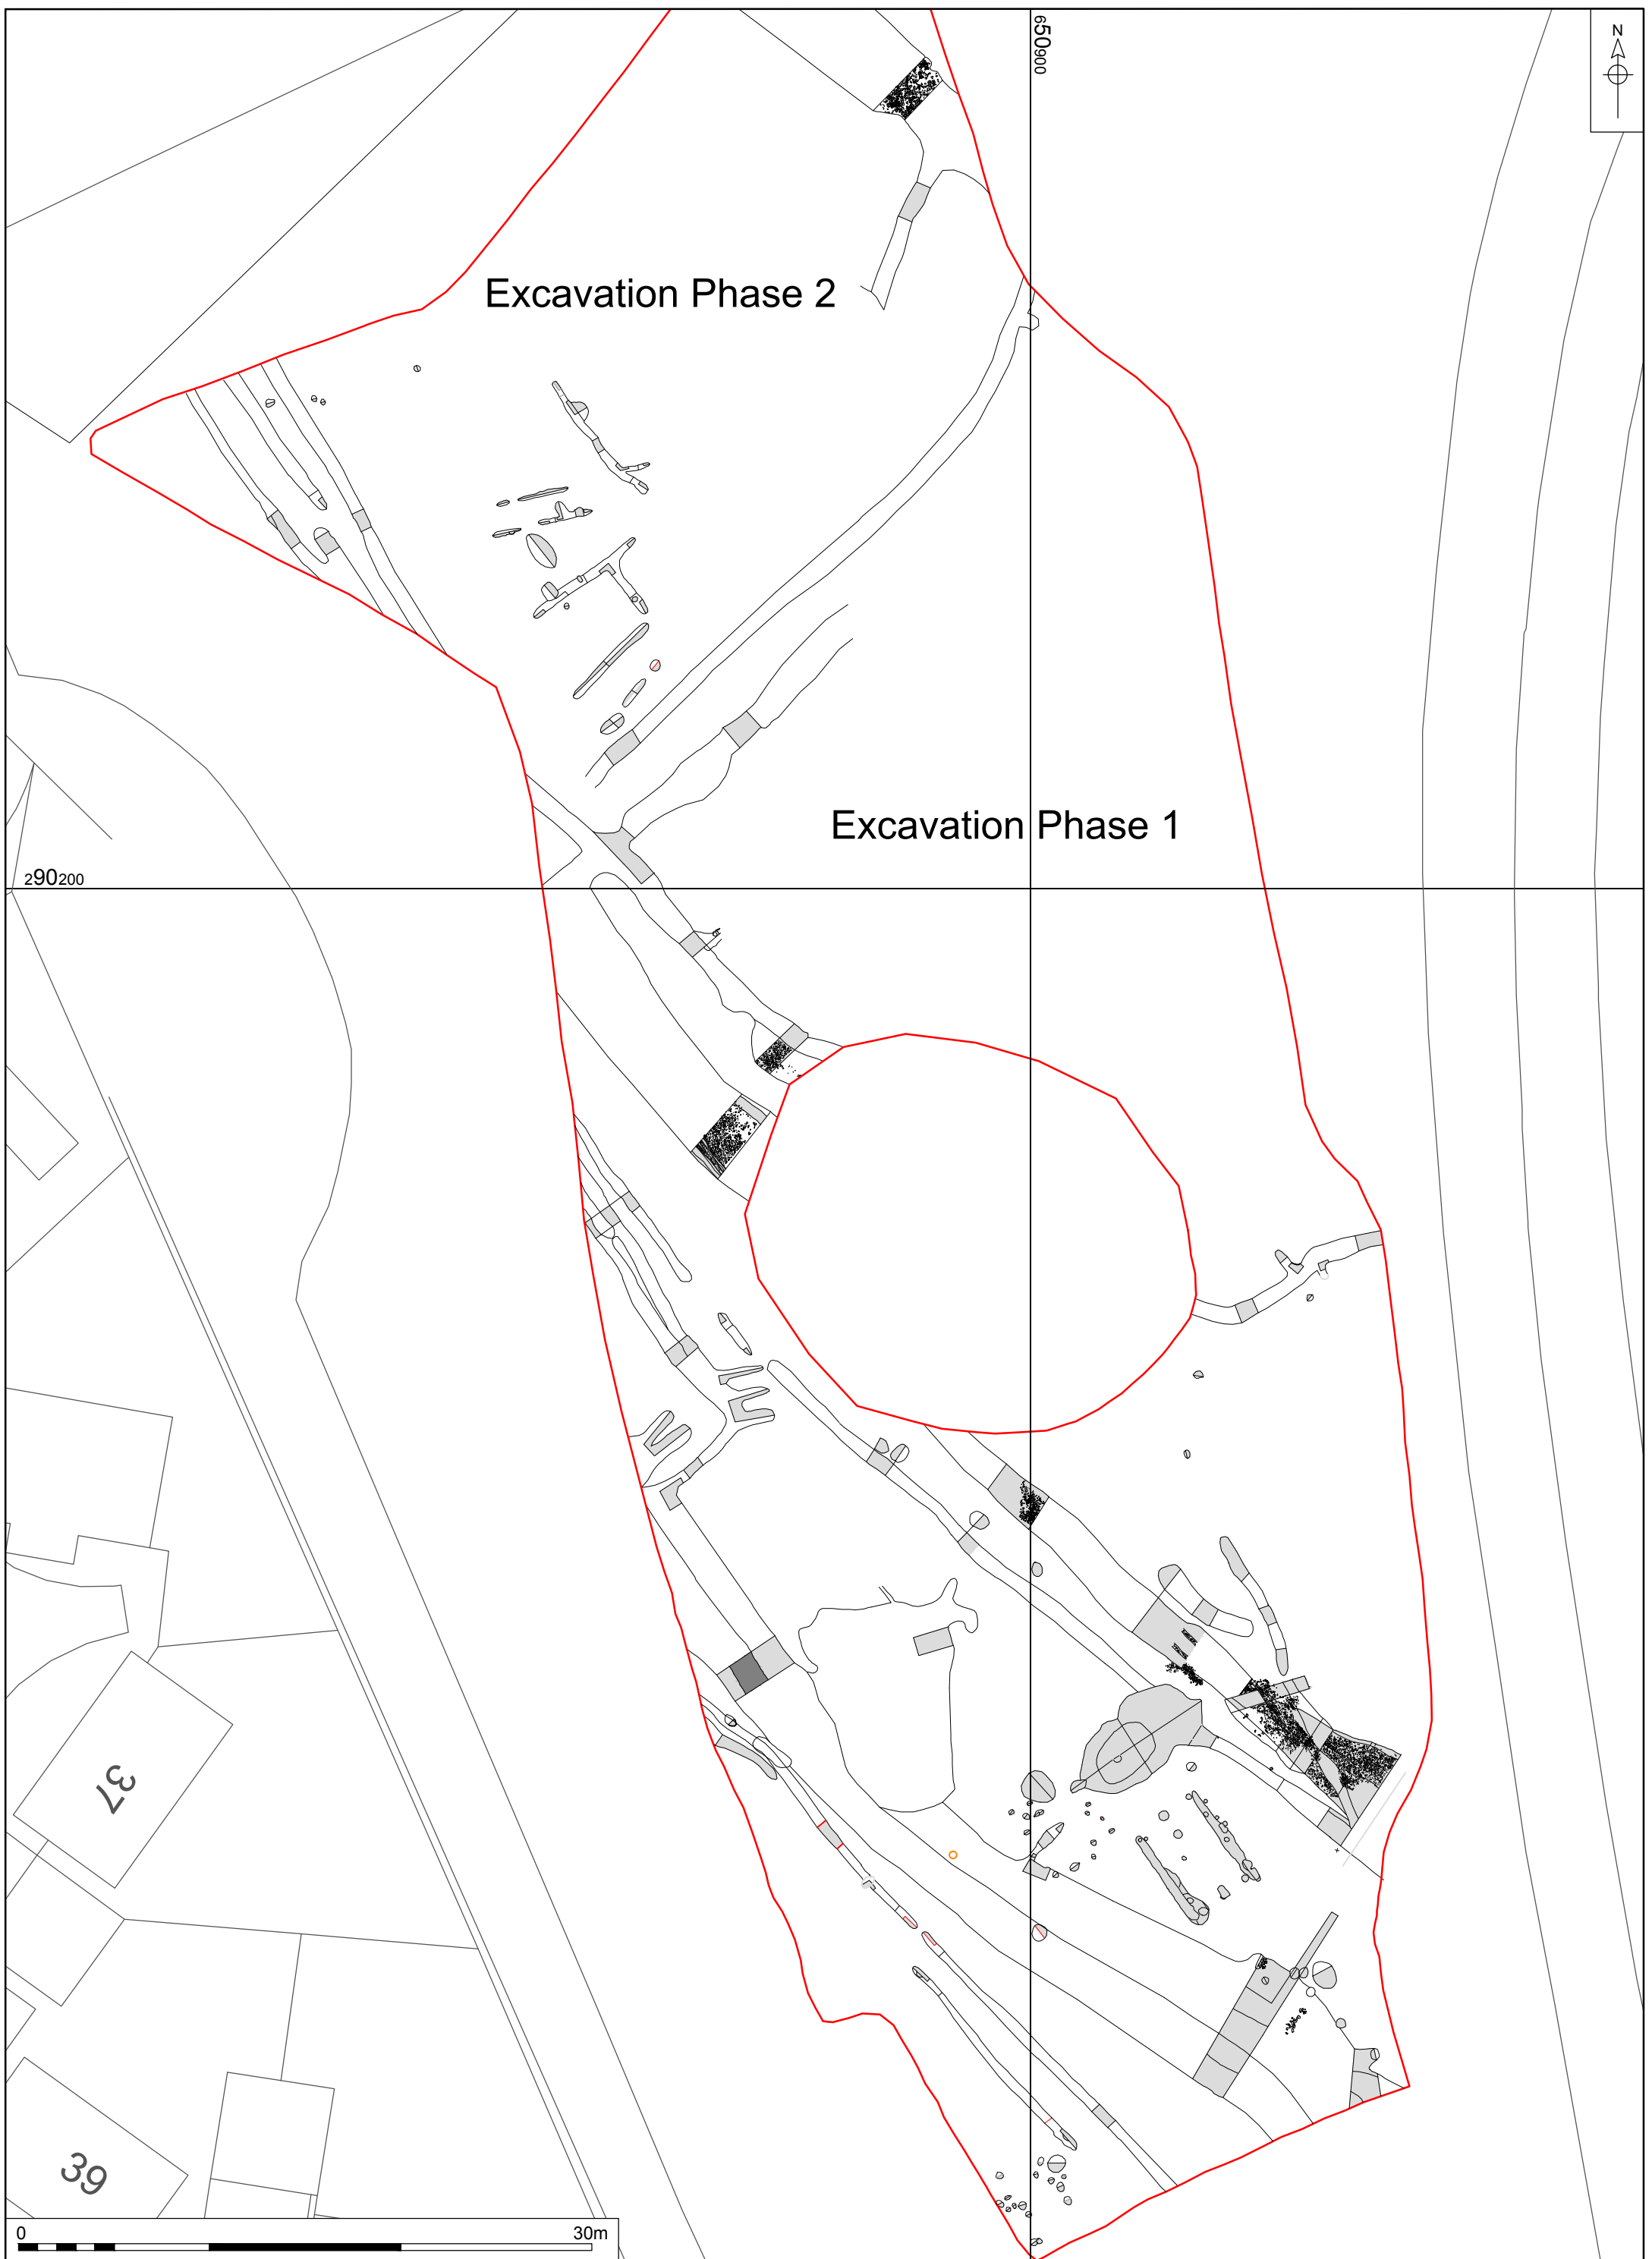 650900
N
Excavation Phase 2
Excavation Phase 1
290200
37
39
0 30m